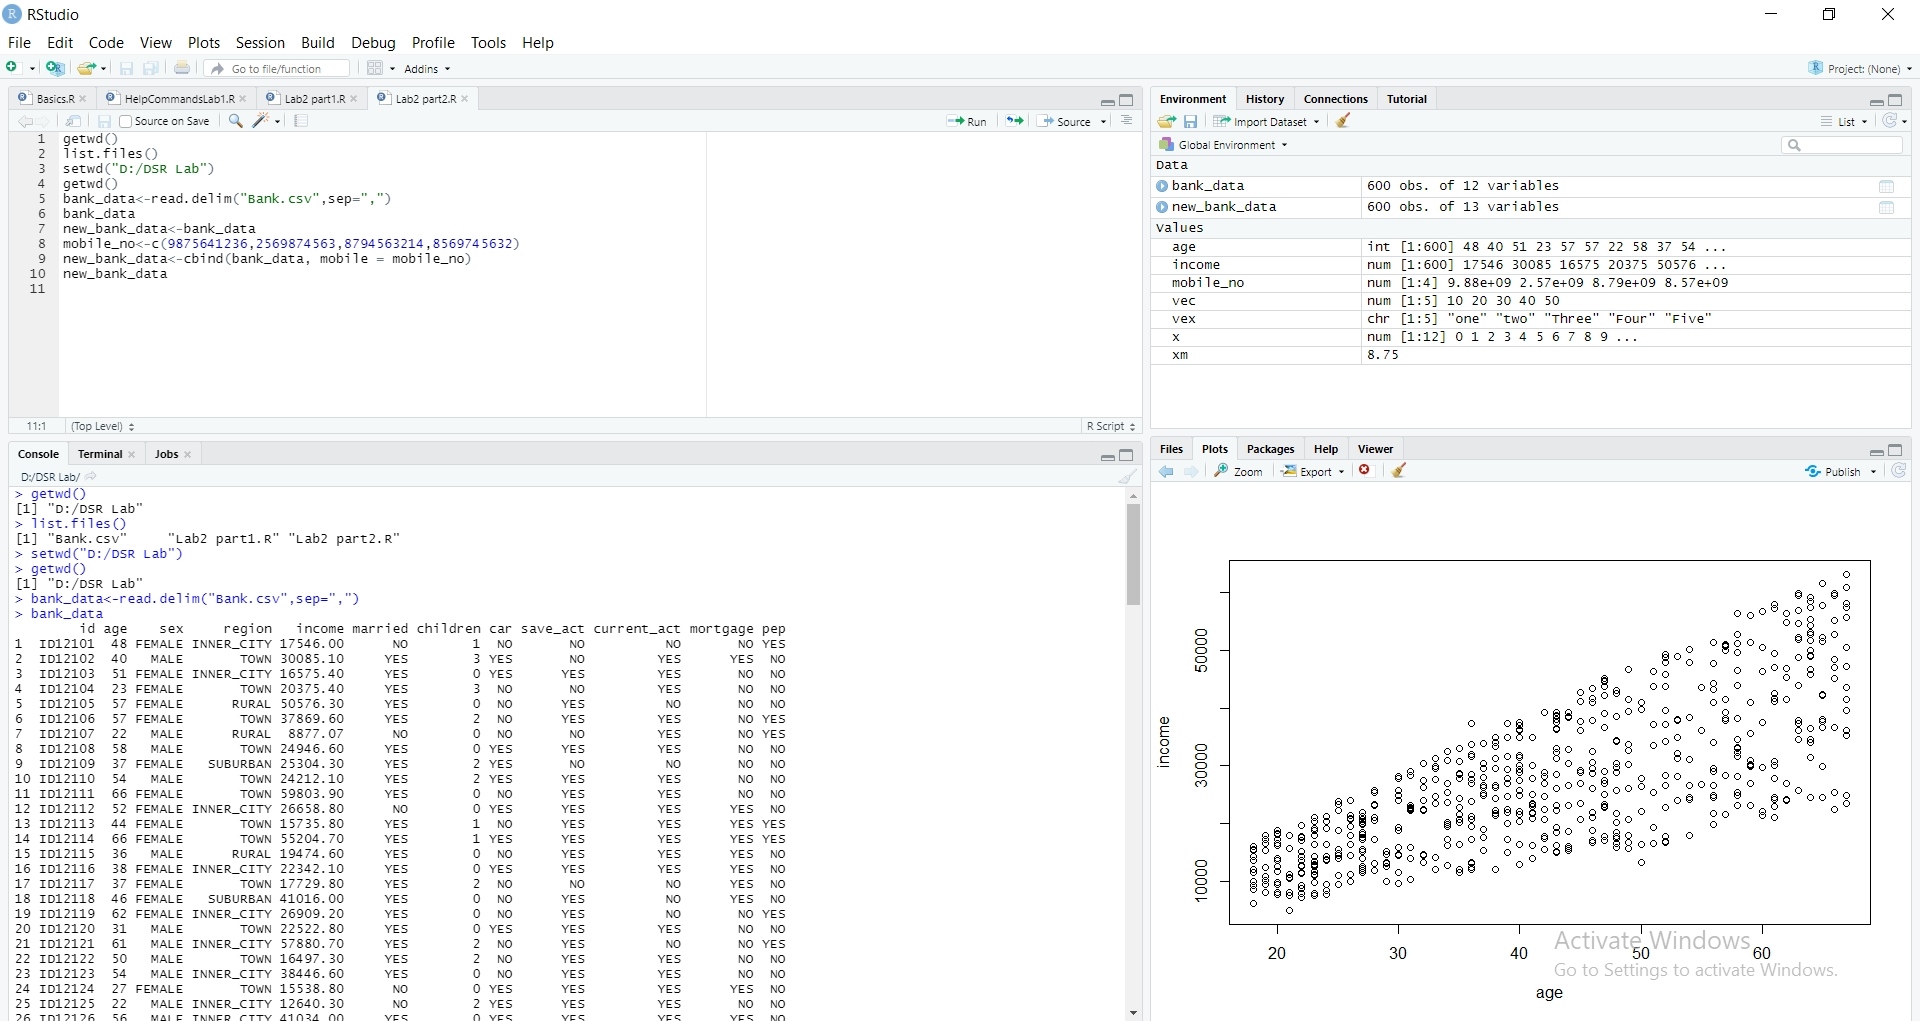 RStudio
File Edit Code View Plots Session Build Debug Profile Tools Help
Go to file/function Addins Project: (None)
Basics.R HelpCommandsLab1.R Lab2 part1.R Lab2 part2.R
Source on Save Run Source
1 getwd()
2 list.files()
3 setwd("D:/DSR Lab")
4 getwd()
5 bank_data<-read.delim("Bank.csv",sep=",")
6 bank_data
7 new_bank_data<-bank_data
8 mobile_no<-c(9875641236,2569874563,8794563214,8569745632)
9 new_bank_data<-cbind(bank_data, mobile = mobile_no)
10 new_bank_data
11
11:1 (Top Level) R Script
Console Terminal Jobs
D:/DSR Lab/
> getwd()
[1] "D:/DSR Lab"
> list.files()
[1] "Bank.csv" "Lab2 part1.R" "Lab2 part2.R"
> setwd("D:/DSR Lab")
> getwd()
[1] "D:/DSR Lab"
> bank_data<-read.delim("Bank.csv",sep=",")
> bank_data
id age sex region income married children car save_act current_act mortgage pep
1 ID12101 48 FEMALE INNER_CITY 17546.00 NO 1 NO NO NO NO YES
2 ID12102 40 MALE TOWN 30085.10 YES 3 YES NO YES YES NO
3 ID12103 51 FEMALE INNER_CITY 16575.40 YES 0 YES YES YES NO NO
4 ID12104 23 FEMALE TOWN 20375.40 YES 3 NO NO YES NO NO
5 ID12105 57 FEMALE RURAL 50576.30 YES 0 NO YES NO NO NO
6 ID12106 57 FEMALE TOWN 37869.60 YES 2 NO YES YES NO YES
7 ID12107 22 MALE RURAL 8877.07 NO 0 NO NO YES NO YES
8 ID12108 58 MALE TOWN 24946.60 YES 0 YES YES YES NO NO
9 ID12109 37 FEMALE SUBURBAN 25304.30 YES 2 YES NO NO NO NO
10 ID12110 54 MALE TOWN 24212.10 YES 2 YES YES YES NO NO
11 ID12111 66 FEMALE TOWN 59803.90 YES 0 NO YES YES NO NO
12 ID12112 52 FEMALE INNER_CITY 26658.80 NO 0 YES YES YES YES NO
13 ID12113 44 FEMALE TOWN 15735.80 YES 1 NO YES YES YES YES
14 ID12114 66 FEMALE TOWN 55204.70 YES 1 YES YES YES YES YES
15 ID12115 36 MALE RURAL 19474.60 YES 0 NO YES YES YES NO
16 ID12116 38 FEMALE INNER_CITY 22342.10 YES 0 YES YES YES YES NO
17 ID12117 37 FEMALE TOWN 17729.80 YES 2 NO NO NO YES NO
18 ID12118 46 FEMALE SUBURBAN 41016.00 YES 0 NO YES NO YES NO
19 ID12119 62 FEMALE INNER_CITY 26909.20 YES 0 NO YES NO NO YES
20 ID12120 31 MALE TOWN 22522.80 YES 0 YES YES YES NO NO
21 ID12121 61 MALE INNER_CITY 57880.70 YES 2 NO YES NO NO YES
22 ID12122 50 MALE TOWN 16497.30 YES 2 NO YES YES NO NO
23 ID12123 54 MALE INNER_CITY 38446.60 YES 0 NO YES YES NO NO
24 ID12124 27 FEMALE TOWN 15538.80 NO 0 YES YES YES YES NO
25 ID12125 22 MALE INNER_CITY 12640.30 NO 2 YES YES YES NO NO
26 ID12126 56 MALE INNER_CITY 41034.00 YES 0 YES YES YES YES NO
Environment History Connections Tutorial
Import Dataset List
Global Environment
Data
bank_data 600 obs. of 12 variables
new_bank_data 600 obs. of 13 variables
Values
age int [1:600] 48 40 51 23 57 57 22 58 37 54 ...
income num [1:600] 17546 30085 16575 20375 50576 ...
mobile_no num [1:4] 9.88e+09 2.57e+09 8.79e+09 8.57e+09
vec num [1:5] 10 20 30 40 50
vex chr [1:5] "one" "two" "Three" "Four" "Five"
x num [1:12] 0 1 2 3 4 5 6 7 8 9 ...
xm 8.75
Files Plots Packages Help Viewer
Zoom Export Publish
income
50000
30000
10000
20 30 40 50 60
age
Activate Windows
Go to Settings to activate Windows.